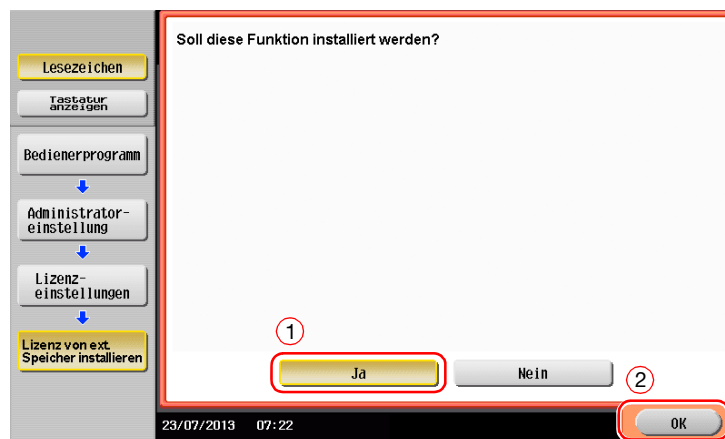 Soll diese Funktion installiert werden?
Lesezeichen
Tastatur
anzeigen
Bedienerprogramm
Administrator-
einstellung
Lizenz-
einstellungen
Lizenz von ext.
Speicher installieren
1
Ja
Nein
2
23/07/2013 07:22
OK